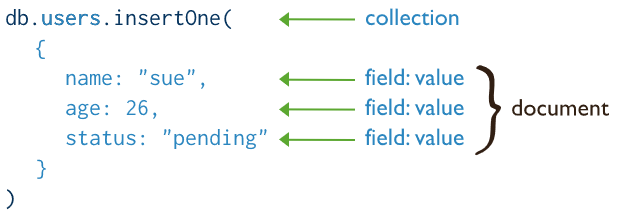 db.users.insertOne( collection
{
name: "sue", field: value
age: 26, field: value document
status: "pending" field: value
}
)